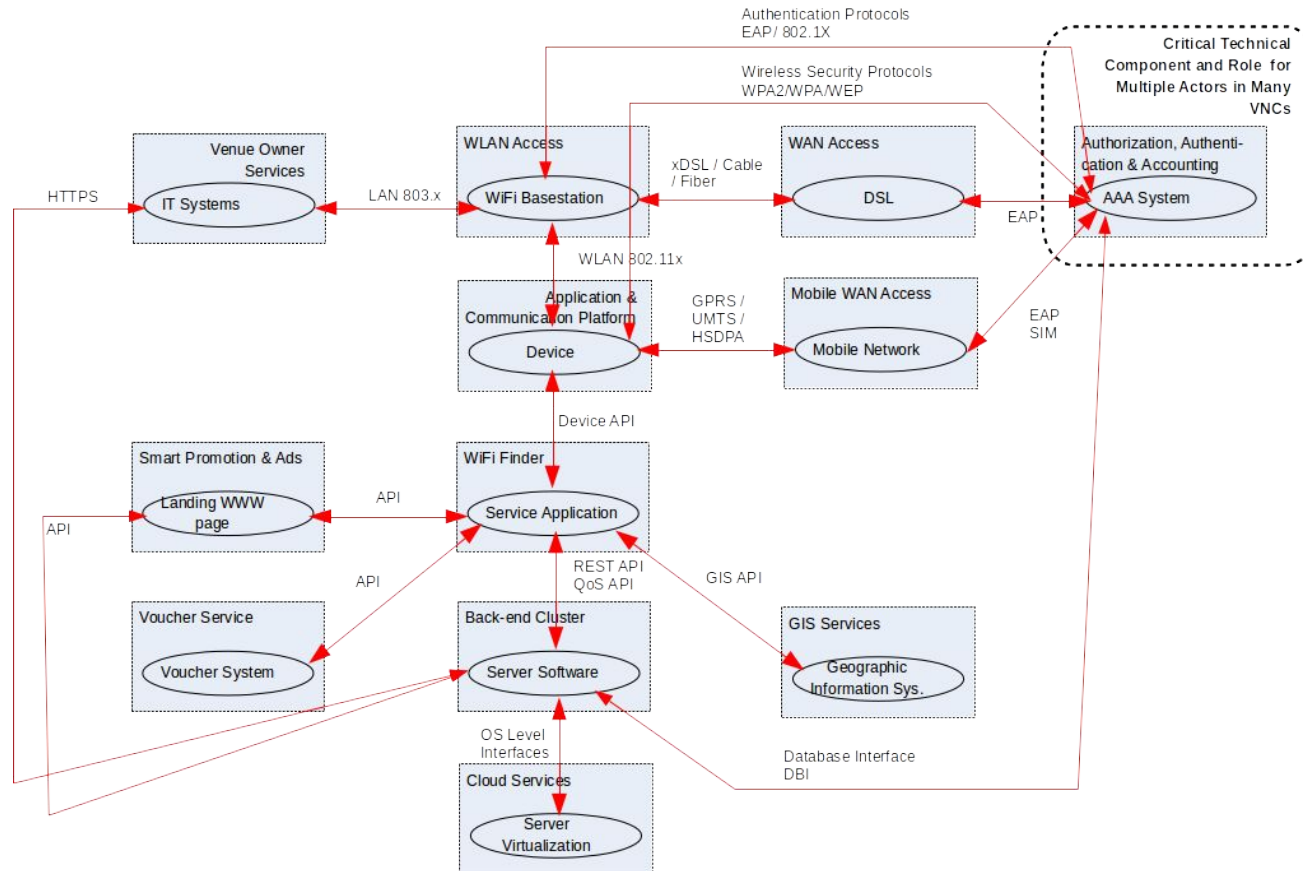 Authentication Protocols
EAP/ 802.1X
Critical Technical
Component and Role for
Multiple Actors in Many
VNCs
Wireless Security Protocols
WPA2/WPA/WEP
Venue Owner
Services
IT Systems
HTTPS
LAN 803.x
WLAN Access
WiFi Basestation
xDSL / Cable
/ Fiber
WAN Access
DSL
EAP
Authorization, Authenti-
cation & Accounting
AAA System
WLAN 802.11x
Application &
Communication Platform
Device
GPRS /
UMTS /
HSDPA
Mobile WAN Access
Mobile Network
EAP
SIM
Device API
Smart Promotion & Ads
Landing WWW
page
API
API
WiFi Finder
Service Application
REST API
QoS API
GIS API
API
Voucher Service
Voucher System
Back-end Cluster
Server Software
GIS Services
Geographic
Information Sys.
OS Level
Interfaces
Database Interface
DBI
Cloud Services
Server
Virtualization